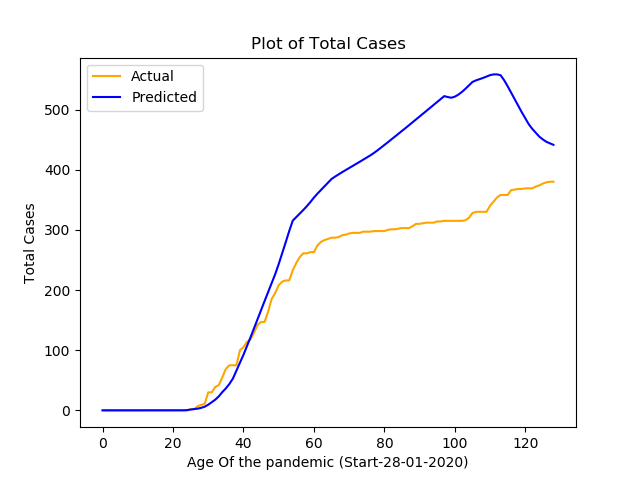 Plot of Total Cases
Actual
Predicted
500
400
300
200
100
0
Total Cases
0 20 40 60 80 100 120
Age Of the pandemic (Start-28-01-2020)